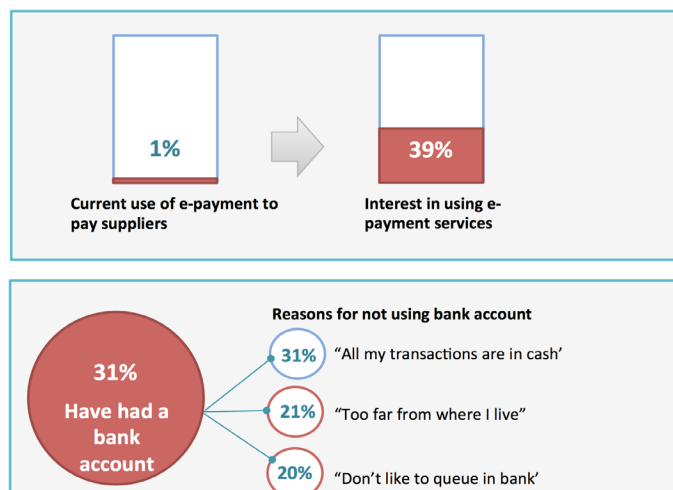 1%
39%
Current use of e-payment to
pay suppliers
Interest in using e-
payment services
Reasons for not using bank account
31%
Have had a
bank
account
31%
“All my transactions are in cash’
21%
“Too far from where I live”
20%
“Don’t like to queue in bank’